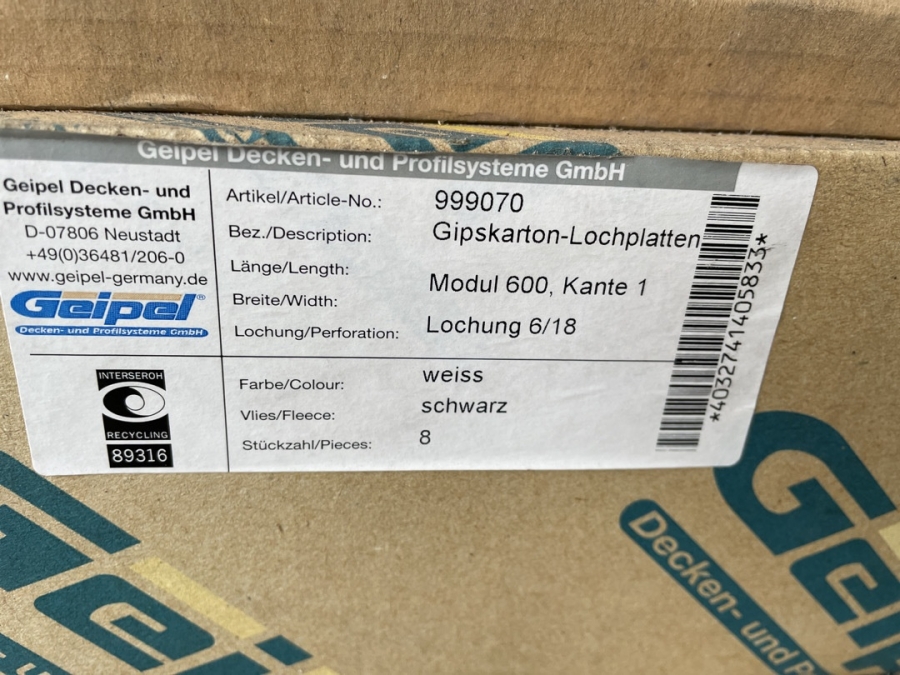 Geipel Decken- und Profilsysteme GmbH
Geipel Decken- und
Profilsysteme GmbH
D-07806 Neustadt
+49(0)36481/206-0
www.geipel-germany.de
Geipel®
Decken- und Profilsysteme GmbH
INTERSEROH
RECYCLING
89316
Artikel/Article-No.: 999070
Bez./Description: Gipskarton-Lochplatten
Länge/Length:
Modul 600, Kante 1
Breite/Width:
Lochung/Perforation: Lochung 6/18
Farbe/Colour: weiss
Vlies/Fleece: schwarz
Stückzahl/Pieces: 8
*4032741405833*
Gei
Decken- und P
Gei